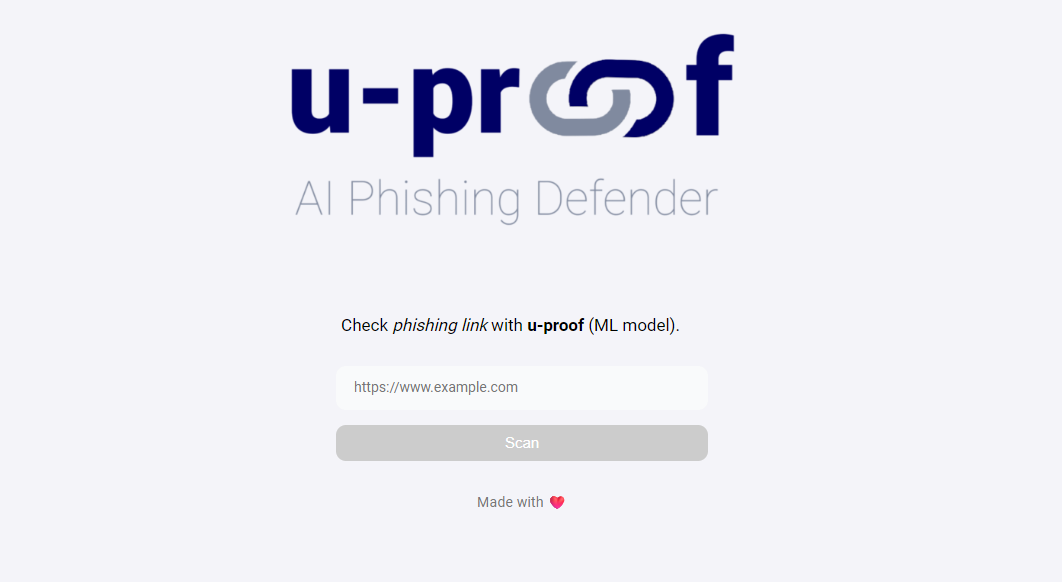 u-proof
AI Phishing Defender
Check phishing link with u-proof (ML model).
https://www.example.com
Scan
Made with ❤️